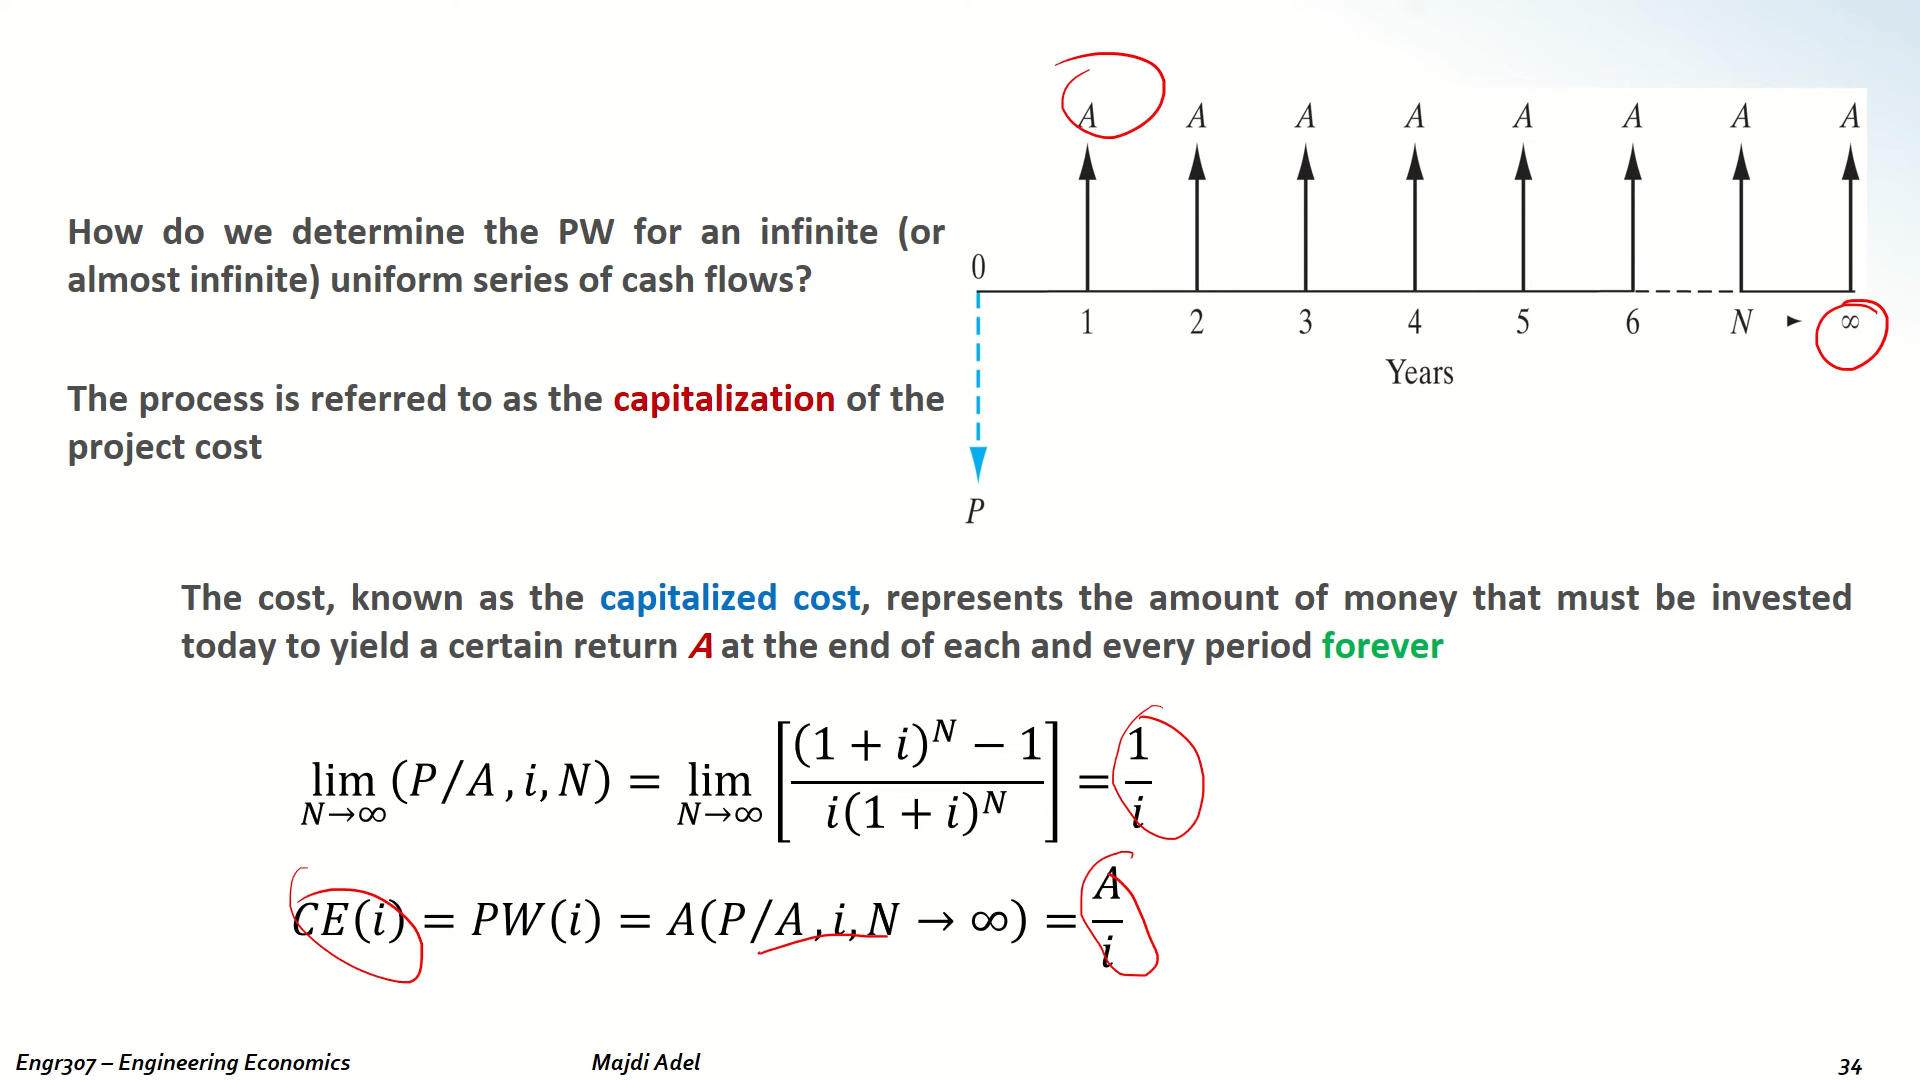 A A A A A A A A
How do we determine the PW for an infinite (or
almost infinite) uniform series of cash flows?
0
1 2 3 4 5 6 N ► ∞
Years
The process is referred to as the capitalization of the
project cost
P
The cost, known as the capitalized cost, represents the amount of money that must be invested
today to yield a certain return A at the end of each and every period forever
lim_{N→∞} (P/A, i, N) = lim_{N→∞} [((1 + i)^N − 1) / (i(1 + i)^N)] = 1/i
CE(i) = PW(i) = A(P/A, i, N → ∞) = A/i
Engr307 – Engineering Economics Majdi Adel 34